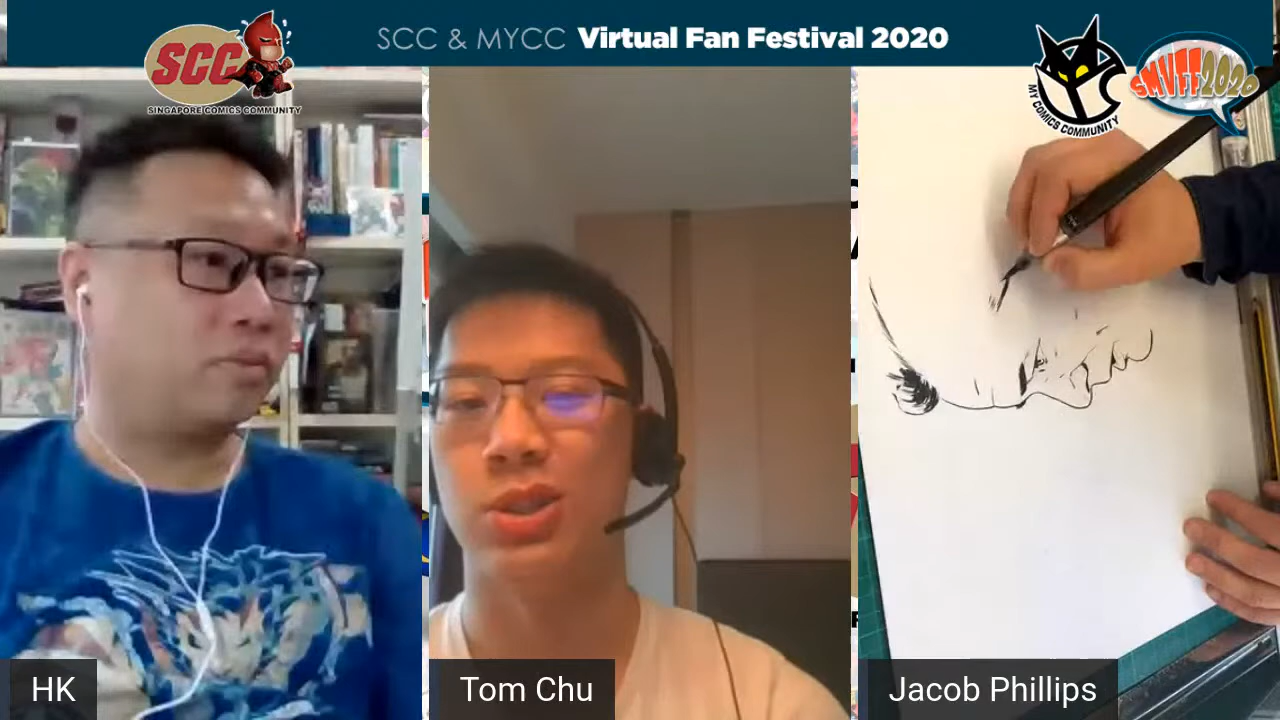 SCC & MYCC Virtual Fan Festival 2020
SCC
SINGAPORE COMICS COMMUNITY
MY COMICS COMMUNITY
SMVFF2020
HK
Tom Chu
Jacob Phillips